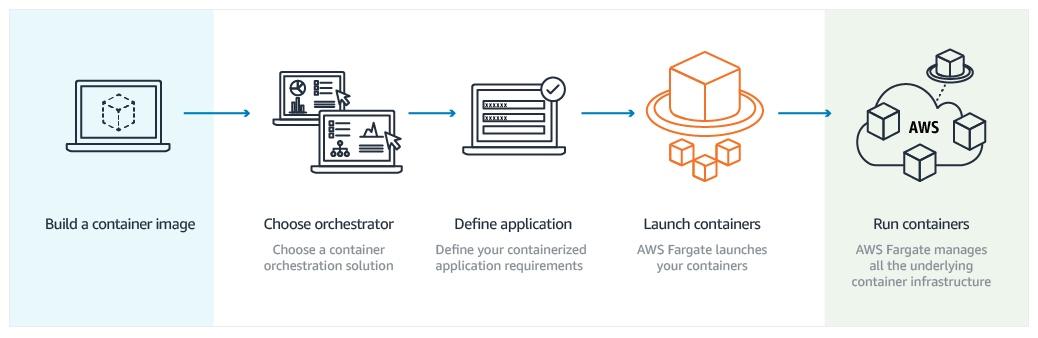 xxxxxx
xxxxxx
AWS
Build a container image
Choose orchestrator
Choose a container
orchestration solution
Define application
Define your containerized
application requirements
Launch containers
AWS Fargate launches
your containers
Run containers
AWS Fargate manages
all the underlying
container infrastructure